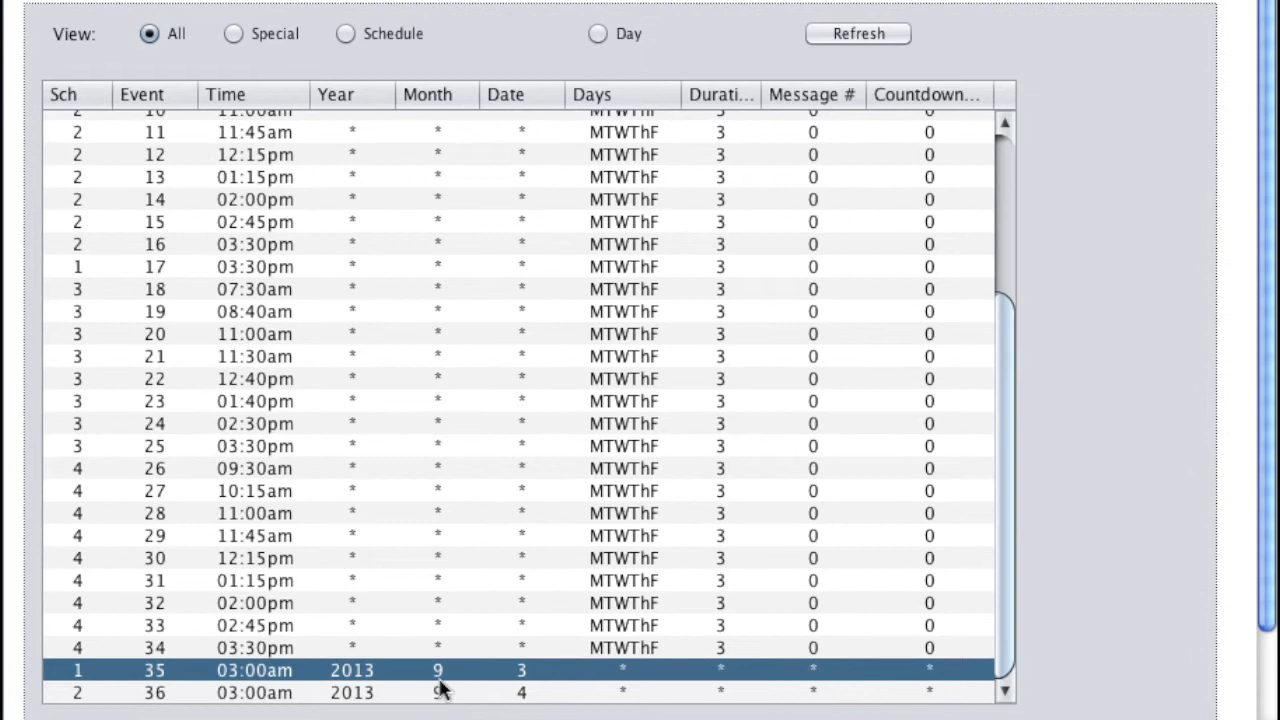 View: All Special Schedule Day Refresh
Sch Event Time Year Month Date Days Durati... Message # Countdown...
2 10 11:00am * * * MTWThF 3 0 0
2 11 11:45am * * * MTWThF 3 0 0
2 12 12:15pm * * * MTWThF 3 0 0
2 13 01:15pm * * * MTWThF 3 0 0
2 14 02:00pm * * * MTWThF 3 0 0
2 15 02:45pm * * * MTWThF 3 0 0
2 16 03:30pm * * * MTWThF 3 0 0
1 17 03:30pm * * * MTWThF 3 0 0
3 18 07:30am * * * MTWThF 3 0 0
3 19 08:40am * * * MTWThF 3 0 0
3 20 11:00am * * * MTWThF 3 0 0
3 21 11:30am * * * MTWThF 3 0 0
3 22 12:40pm * * * MTWThF 3 0 0
3 23 01:40pm * * * MTWThF 3 0 0
3 24 02:30pm * * * MTWThF 3 0 0
3 25 03:30pm * * * MTWThF 3 0 0
4 26 09:30am * * * MTWThF 3 0 0
4 27 10:15am * * * MTWThF 3 0 0
4 28 11:00am * * * MTWThF 3 0 0
4 29 11:45am * * * MTWThF 3 0 0
4 30 12:15pm * * * MTWThF 3 0 0
4 31 01:15pm * * * MTWThF 3 0 0
4 32 02:00pm * * * MTWThF 3 0 0
4 33 02:45pm * * * MTWThF 3 0 0
4 34 03:30pm * * * MTWThF 3 0 0
1 35 03:00am 2013 9 3 * * * *
2 36 03:00am 2013 9 4 * * * *